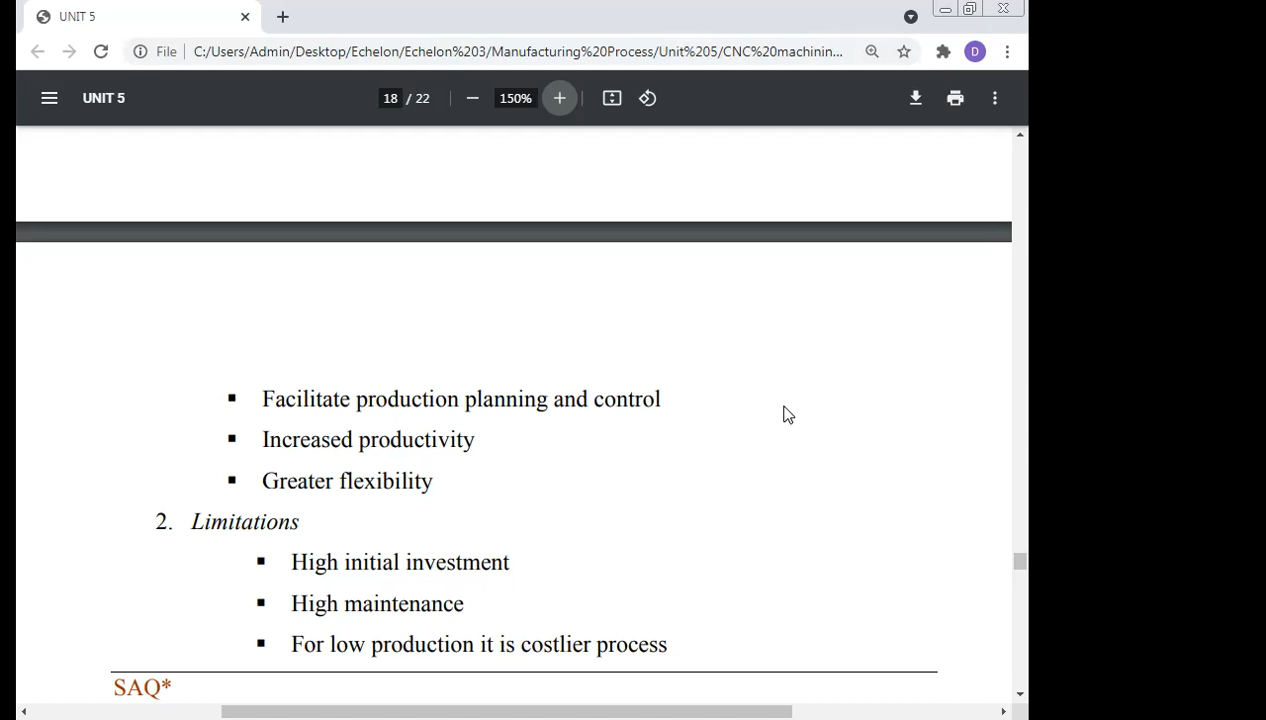 UNIT 5
File C:/Users/Admin/Desktop/Echelon/Echelon%203/Manufacturing%20Process/Unit%205/CNC%20machinin... D
UNIT 5 18 / 22 150%
▪ Facilitate production planning and control
▪ Increased productivity
▪ Greater flexibility
2. Limitations
▪ High initial investment
▪ High maintenance
▪ For low production it is costlier process
SAQ*